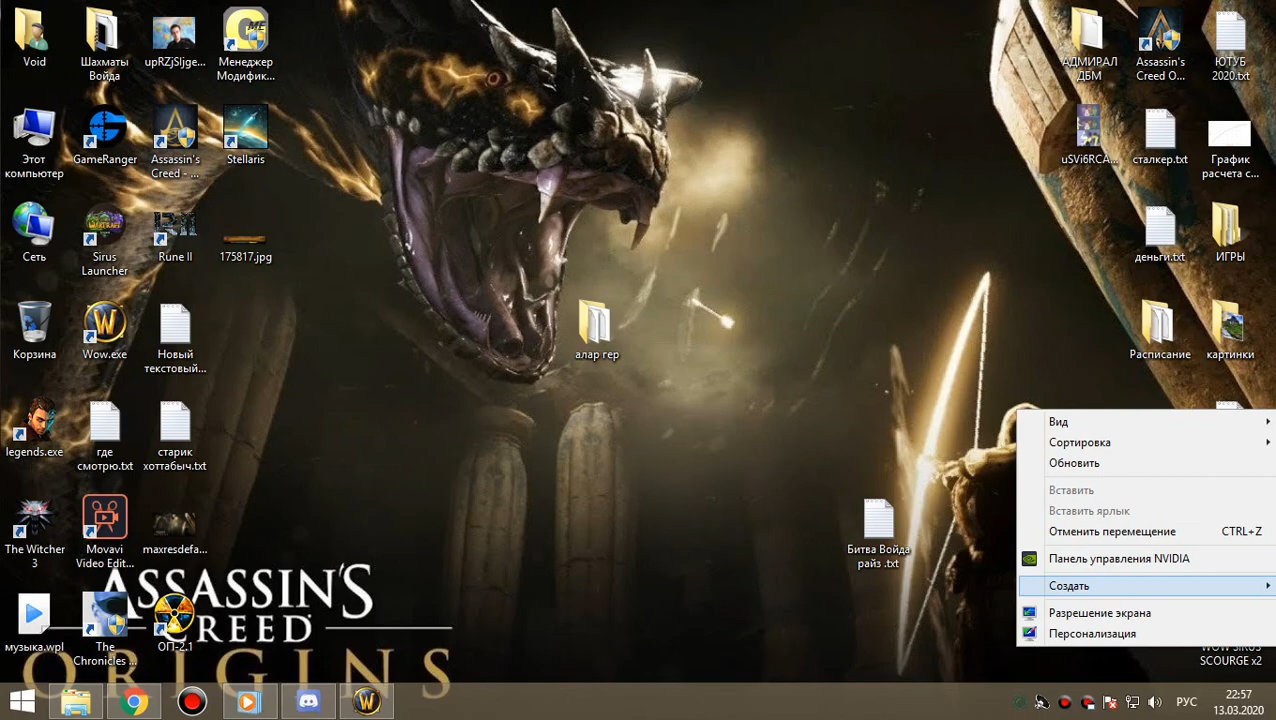 Void
Шахматы
Войда
upRZjSljge...
Менеджер
Модифик...
АДМИРАЛ
ДБМ
Assassin's
Creed O...
ЮТУБ
2020.txt
Этот
компьютер
GameRanger
Assassin's
Creed - ...
Stellaris
uSVi6RCA...
сталкер.txt
График
расчета с...
Сеть
Sirus
Launcher
Rune II
175817.jpg
деньги.txt
ИГРЫ
Корзина
Wow.exe
Новый
текстовый...
алар гер
Расписание
картинки
legends.exe
где
смотрю.txt
старик
хоттабыч.txt
The Witcher
3
Movavi
Video Edit...
maxresdefa...
Битва Войда
райз .txt
музыка.wpl
The
Chronicles ...
ОП-2.1
WOW SIRUS
SCOURGE x2
ASSASSIN'S
CREED
ORIGINS
Вид
Сортировка
Обновить
Вставить
Вставить ярлык
Отменить перемещение CTRL+Z
Панель управления NVIDIA
Создать
Разрешение экрана
Персонализация
РУС
22:57
13.03.2020